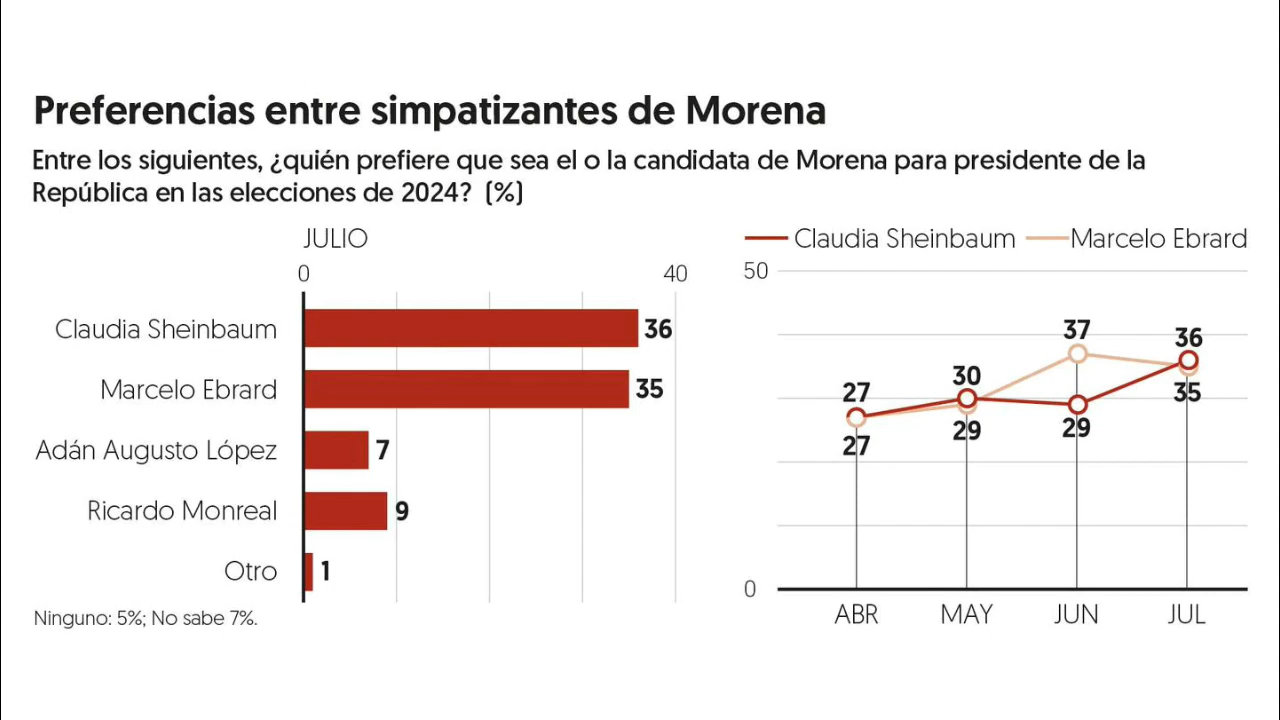 Preferencias entre simpatizantes de Morena
Entre los siguientes, ¿quién prefiere que sea el o la candidata de Morena para presidente de la
República en las elecciones de 2024? (%)
JULIO
0 40
Claudia Sheinbaum 36
Marcelo Ebrard 35
Adán Augusto López 7
Ricardo Monreal 9
Otro 1
Ninguno: 5%; No sabe 7%.
Claudia Sheinbaum Marcelo Ebrard
50
37
36
30
27
35
29
29
27
0
ABR MAY JUN JUL